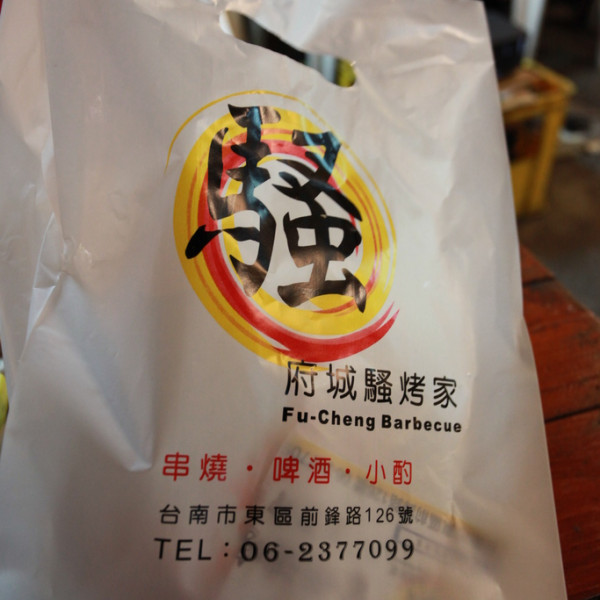 騷
府城騷烤家
Fu-Cheng Barbecue
串燒・啤酒・小酌
台南市東區前鋒路126號
TEL：06-2377099